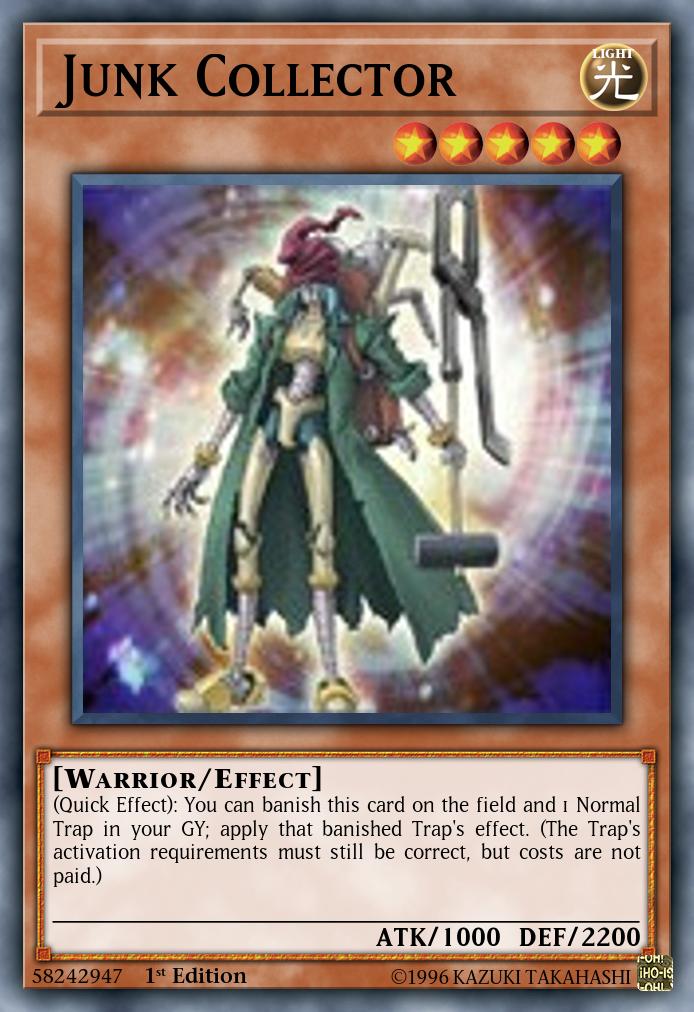 Junk Collector
LIGHT
光
[Warrior/Effect]
(Quick Effect): You can banish this card on the field and 1 Normal
Trap in your GY; apply that banished Trap's effect. (The Trap's
activation requirements must still be correct, but costs are not
paid.)
ATK/1000 DEF/2200
58242947 1st Edition ©1996 KAZUKI TAKAHASHI